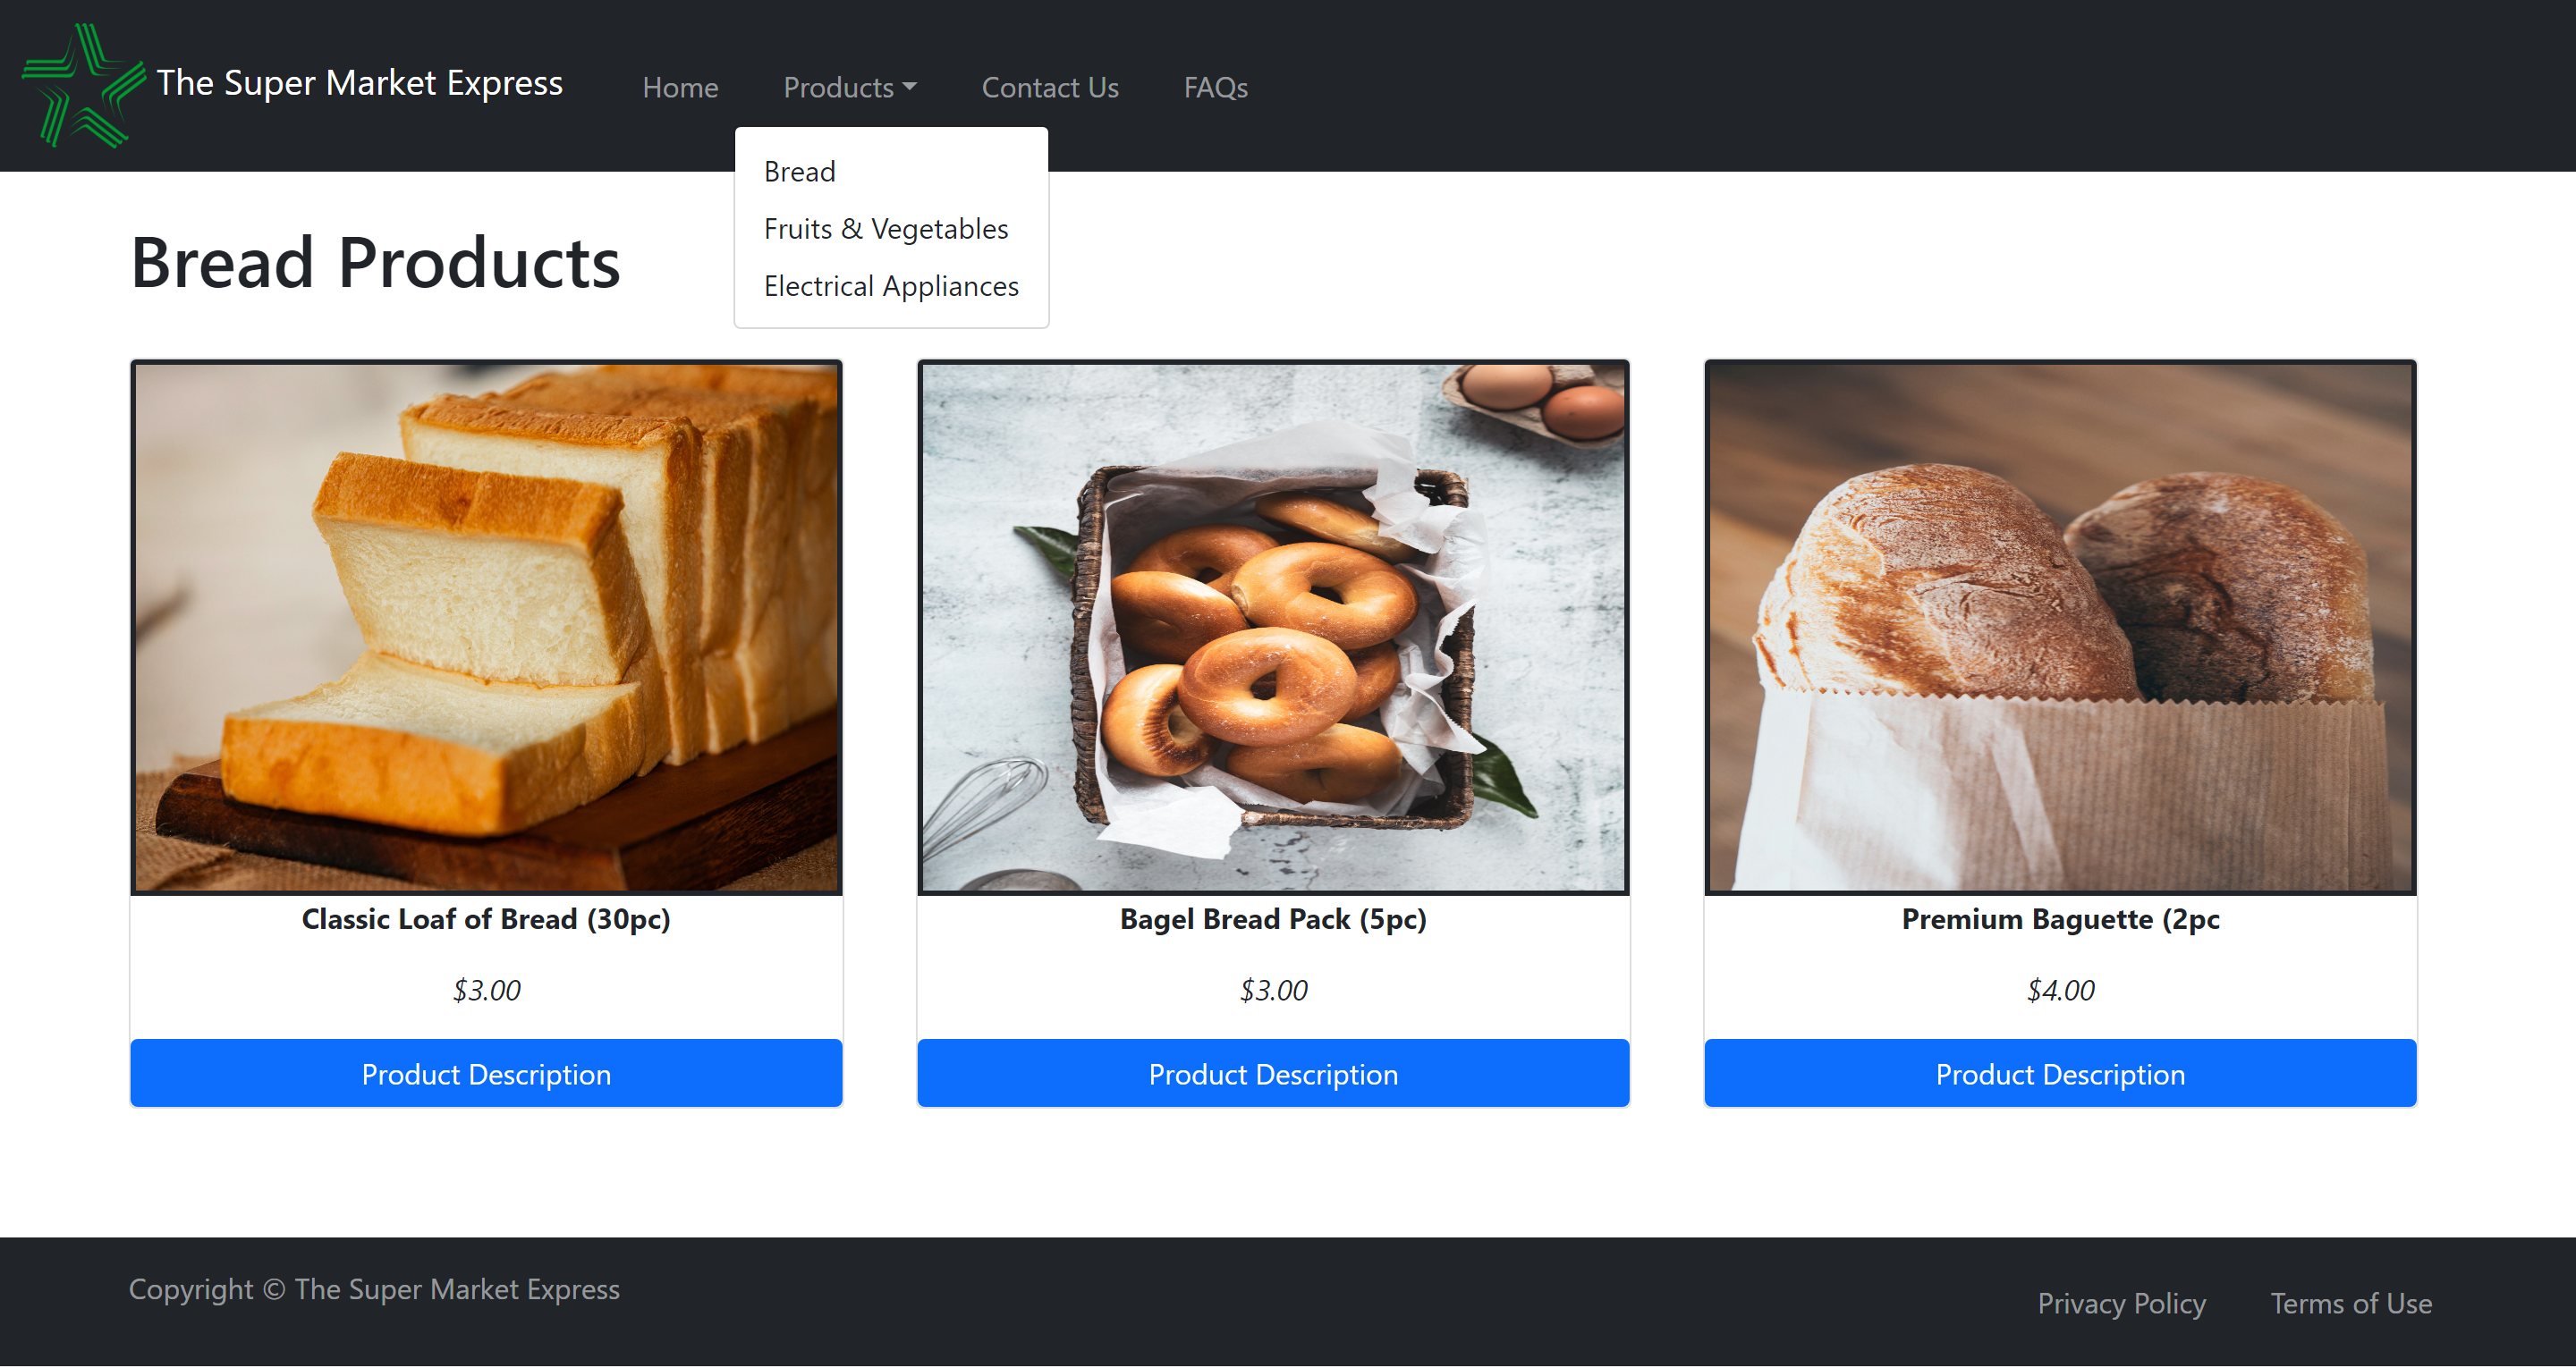 The Super Market Express
Home Products Contact Us FAQs
Bread
Fruits & Vegetables
Electrical Appliances
Bread Products
Classic Loaf of Bread (30pc)
$3.00
Product Description
Bagel Bread Pack (5pc)
$3.00
Product Description
Premium Baguette (2pc
$4.00
Product Description
Copyright © The Super Market Express
Privacy Policy Terms of Use